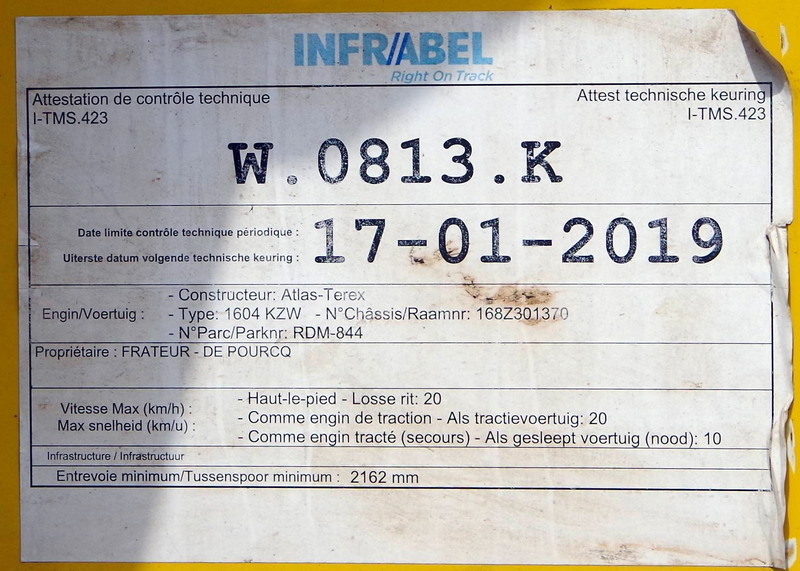 INFRABEL
Right On Track
Attestation de contrôle technique
I-TMS.423
Attest technische keuring
I-TMS.423
W.0813.K
Date limite contrôle technique périodique :
Uiterste datum volgende technische keuring :
17-01-2019
Engin/Voertuig :
- Constructeur: Atlas-Terex
- Type: 1604 KZW - N°Châssis/Raamnr: 168Z301370
- N°Parc/Parknr: RDM-844
Propriétaire : FRATEUR - DE POURCQ
Vitesse Max (km/h) :
Max snelheid (km/u) :
- Haut-le-pied - Losse rit: 20
- Comme engin de traction - Als tractievoertuig: 20
- Comme engin tracté (secours) - Als gesleept voertuig (nood): 10
Infrastructure / Infrastructuur
Entrevoie minimum/Tussenspoor minimum : 2162 mm